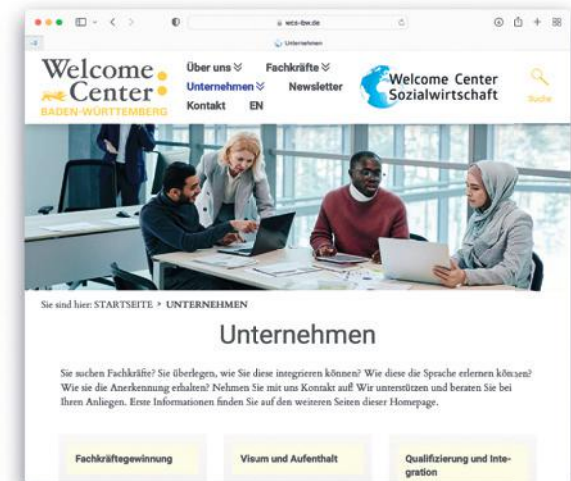 wcs-bw.de
Unternehmen
Welcome Center
BADEN-WÜRTTEMBERG
Über uns Fachkräfte
Unternehmen Newsletter
Kontakt EN
Welcome Center
Sozialwirtschaft
Suche
Sie sind hier: STARTSEITE > UNTERNEHMEN
Unternehmen
Sie suchen Fachkräfte? Sie überlegen, wie Sie diese integrieren können? Wie diese die Sprache erlernen können?
Wie sie die Anerkennung erhalten? Nehmen Sie mit uns Kontakt auf! Wir unterstützen und beraten Sie bei
Ihren Anliegen. Erste Informationen finden Sie auf den weiteren Seiten dieser Homepage.
Fachkräftegewinnung
Visum und Aufenthalt
Qualifizierung und Inte-
gration